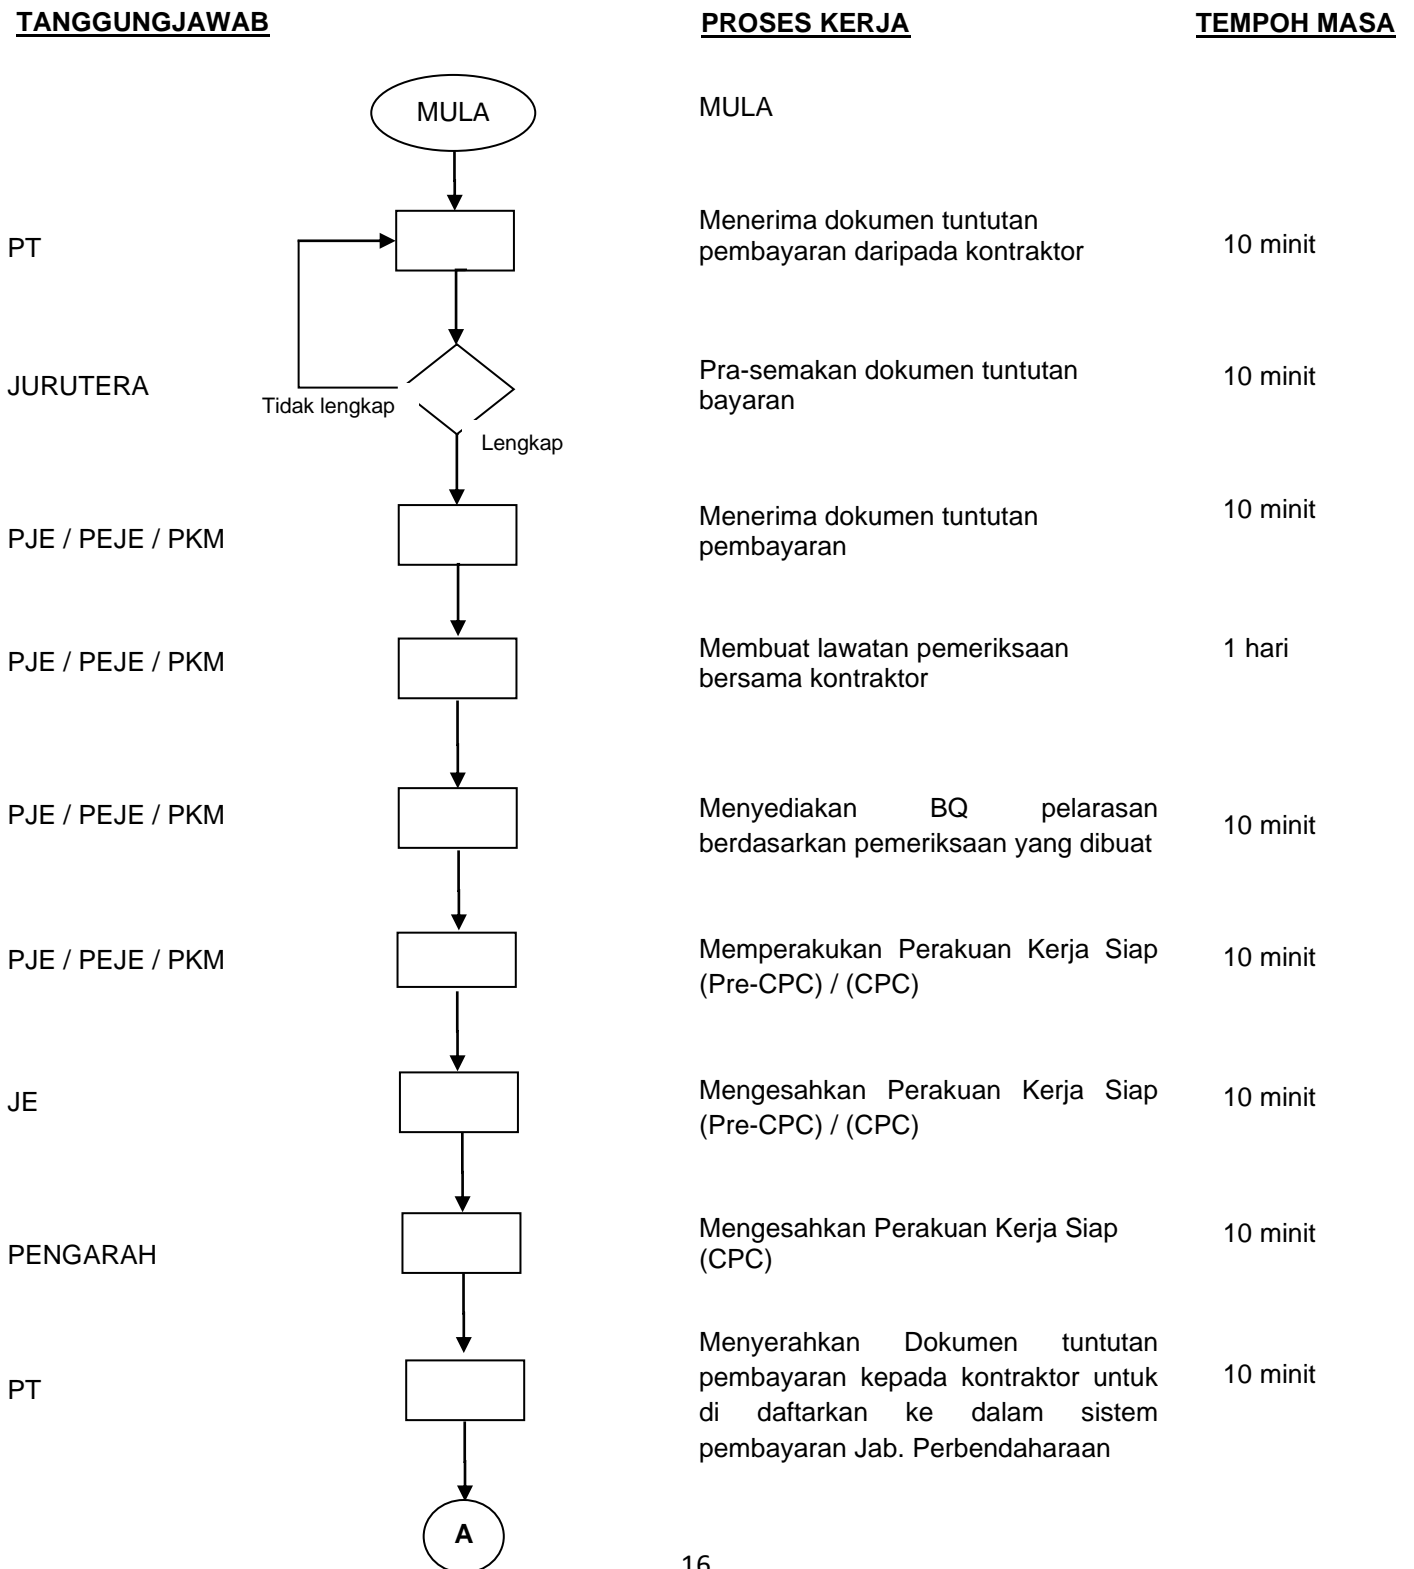 TANGGUNGJAWAB
PROSES KERJA
TEMPOH MASA
MULA
MULA
PT
Menerima dokumen tuntutan
pembayaran daripada kontraktor
10 minit
JURUTERA
Tidak lengkap
Lengkap
Pra-semakan dokumen tuntutan
bayaran
10 minit
PJE / PEJE / PKM
Menerima dokumen tuntutan
pembayaran
10 minit
PJE / PEJE / PKM
Membuat lawatan pemeriksaan
bersama kontraktor
1 hari
PJE / PEJE / PKM
Menyediakan BQ pelarasan
berdasarkan pemeriksaan yang dibuat
10 minit
PJE / PEJE / PKM
Memperakukan Perakuan Kerja Siap
(Pre-CPC) / (CPC)
10 minit
JE
Mengesahkan Perakuan Kerja Siap
(Pre-CPC) / (CPC)
10 minit
PENGARAH
Mengesahkan Perakuan Kerja Siap
(CPC)
10 minit
PT
Menyerahkan Dokumen tuntutan
pembayaran kepada kontraktor untuk
di daftarkan ke dalam sistem
pembayaran Jab. Perbendaharaan
10 minit
A
16